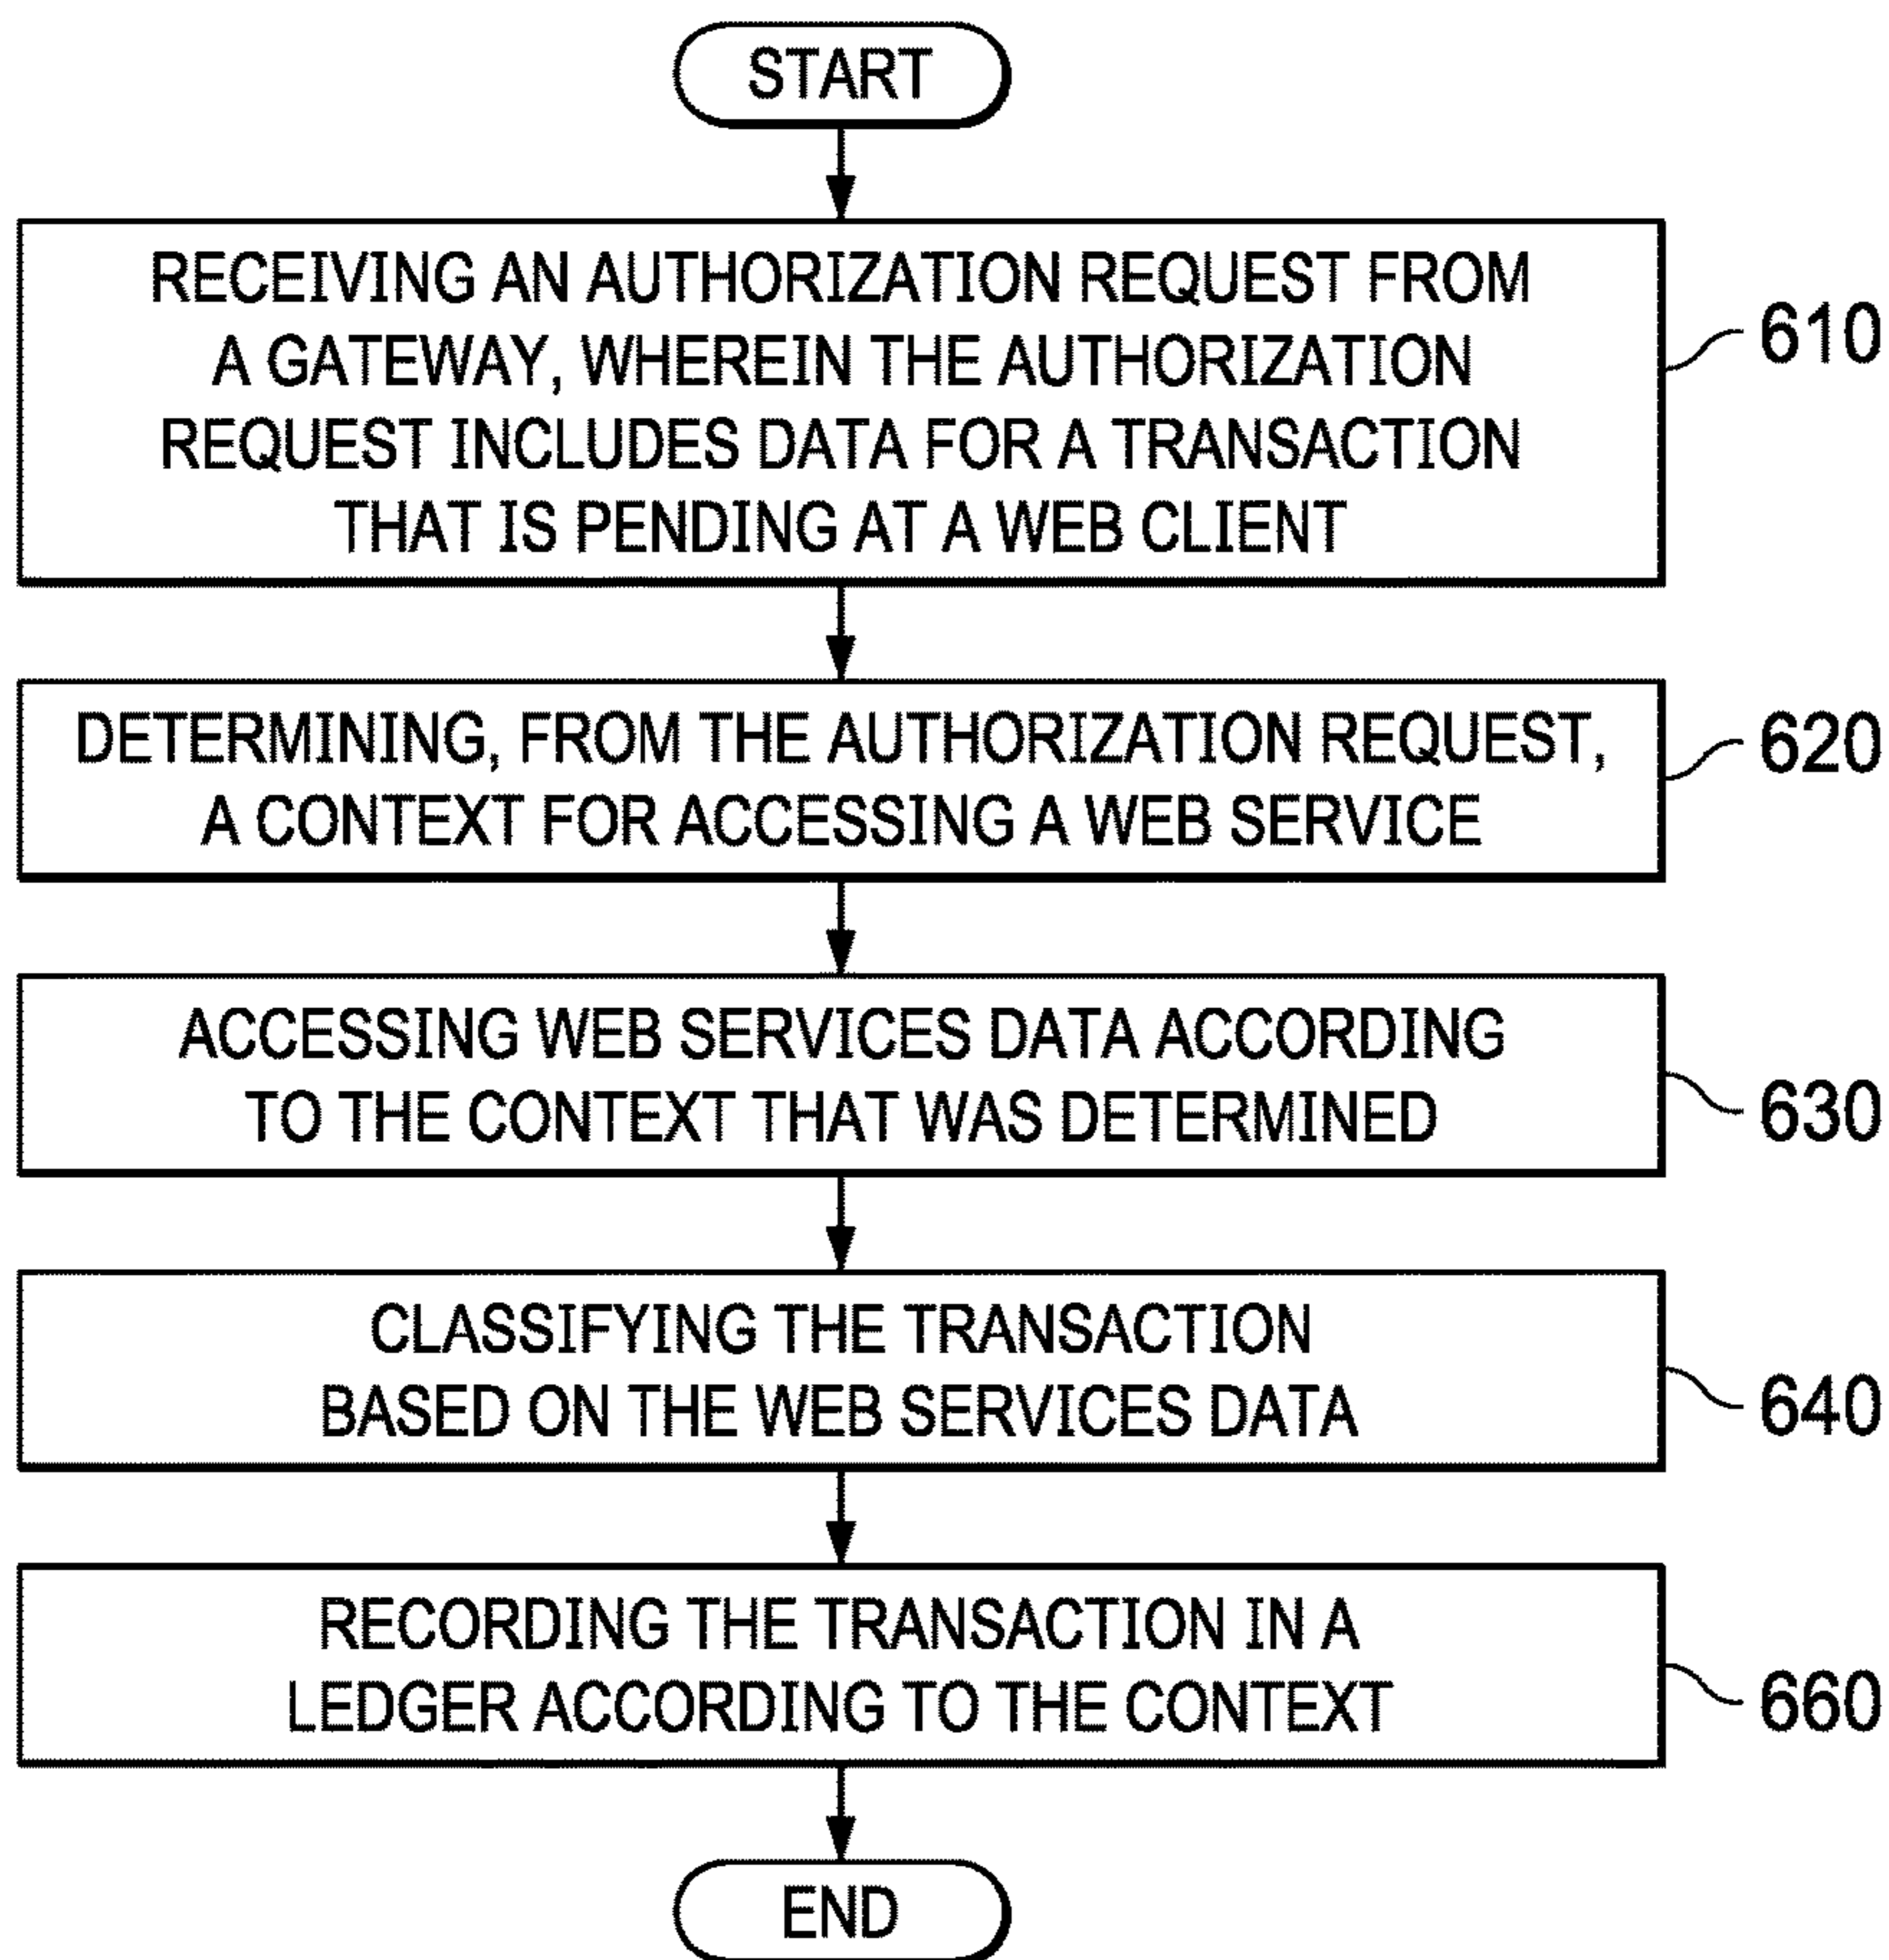 START
RECEIVING AN AUTHORIZATION REQUEST FROM
A GATEWAY, WHEREIN THE AUTHORIZATION
REQUEST INCLUDES DATA FOR A TRANSACTION
THAT IS PENDING AT A WEB CLIENT
610
DETERMINING, FROM THE AUTHORIZATION REQUEST,
A CONTEXT FOR ACCESSING A WEB SERVICE
620
ACCESSING WEB SERVICES DATA ACCORDING
TO THE CONTEXT THAT WAS DETERMINED
630
CLASSIFYING THE TRANSACTION
BASED ON THE WEB SERVICES DATA
640
RECORDING THE TRANSACTION IN A
LEDGER ACCORDING TO THE CONTEXT
660
END